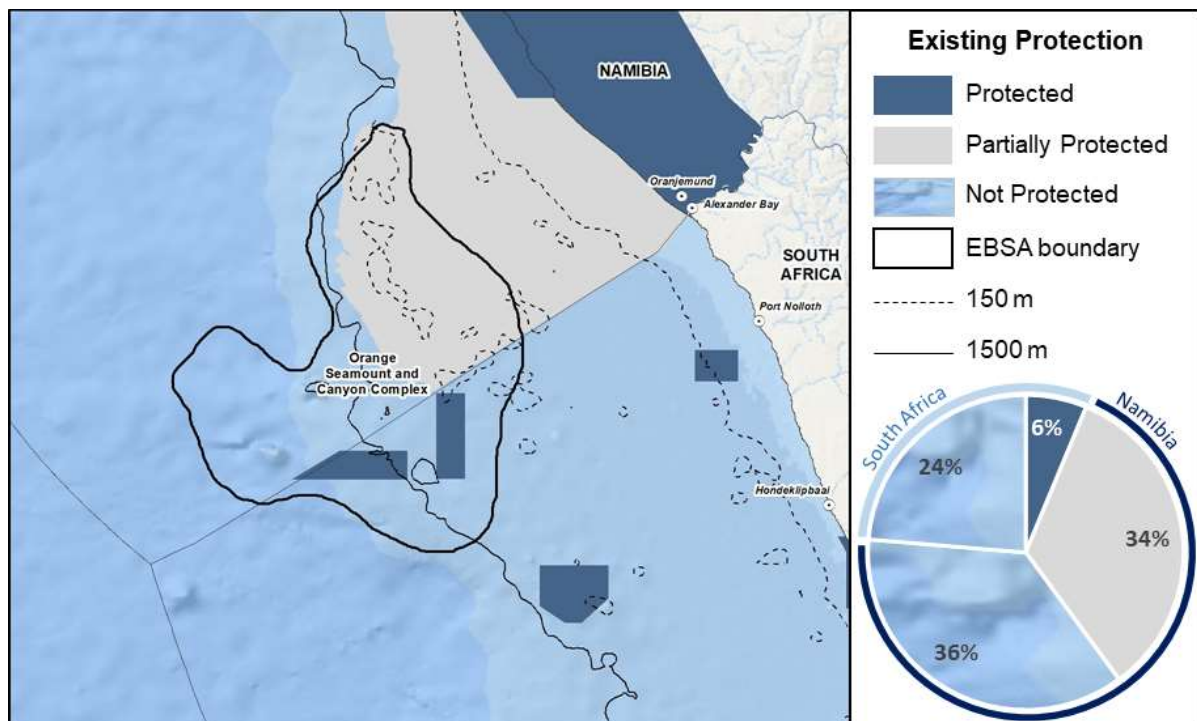 NAMIBIA
Oranjemund
Alexander Bay
SOUTH
AFRICA
Port Nolloth
Orange
Seamount and
Canyon Complex
Hondeklipbaai
Existing Protection
Protected
Partially Protected
Not Protected
EBSA boundary
150 m
1500 m
South Africa
Namibia
6%
24%
34%
36%